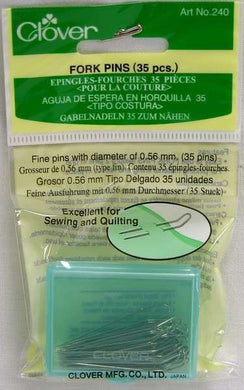 Art No.240
Clover
FORK PINS (35 pcs.)
EPINGLES-FOURCHES 35 PIÈCES
<POUR LA COUTURE>
AGUJA DE ESPERA EN HORQUILLA 35
<TIPO COSTURA>
GABELNADELN 35 ZUM NÄHEN
Fine pins with diameter of 0.56 mm. (35 pins)
Grosseur de 0,56 mm (type fin). Contenu 35 épingles-fourches.
Grosor 0.56 mm Tipo Delgado 35 unidades
Feine Ausführung mit 0.56 mm Durchmesser (35 Stuck)
Excellent for
Sewing and Quilting
CLOVER
CLOVER MFG. CO., LTD. JAPAN